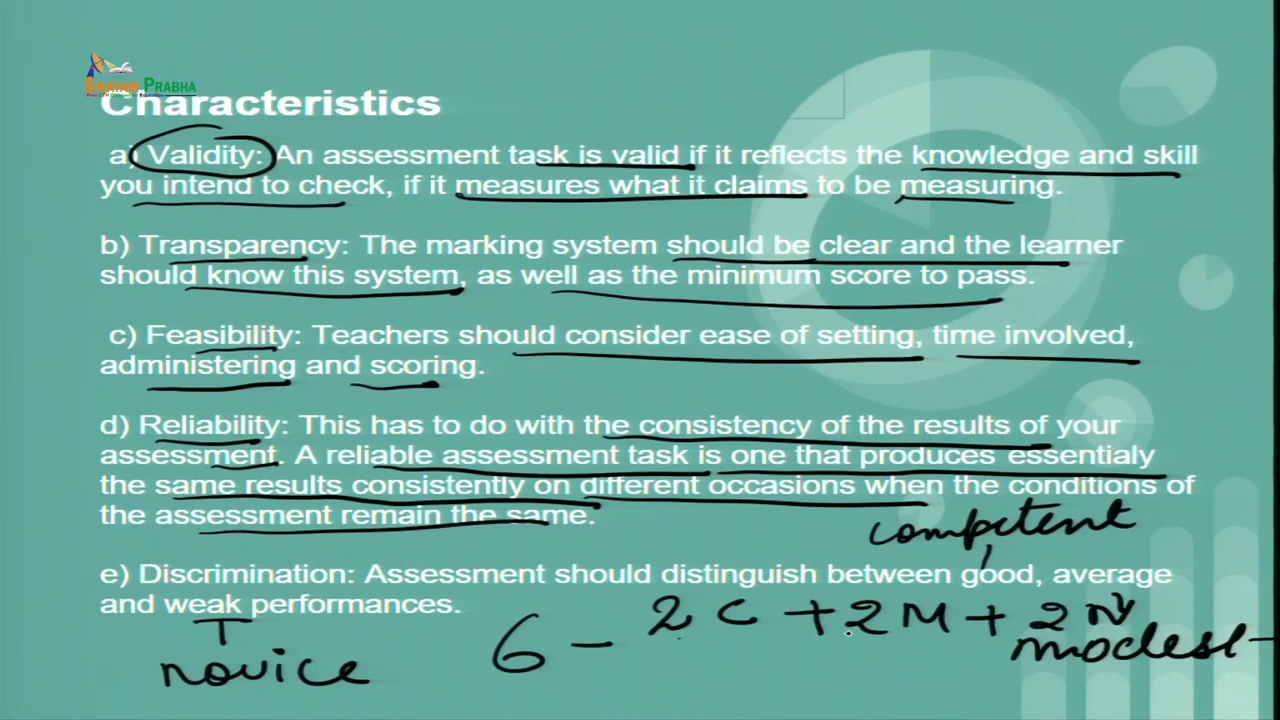 SWAYAM PRABHA
Characteristics
a) Validity: An assessment task is valid if it reflects the knowledge and skill
you intend to check, if it measures what it claims to be measuring.
b) Transparency: The marking system should be clear and the learner
should know this system, as well as the minimum score to pass.
c) Feasibility: Teachers should consider ease of setting, time involved,
administering and scoring.
d) Reliability: This has to do with the consistency of the results of your
assessment. A reliable assessment task is one that produces essentialy
the same results consistently on different occasions when the conditions of
the assessment remain the same.
competent
e) Discrimination: Assessment should distinguish between good, average
and weak performances.
6 - 2 C + 2 M + 2 N
modest
novice